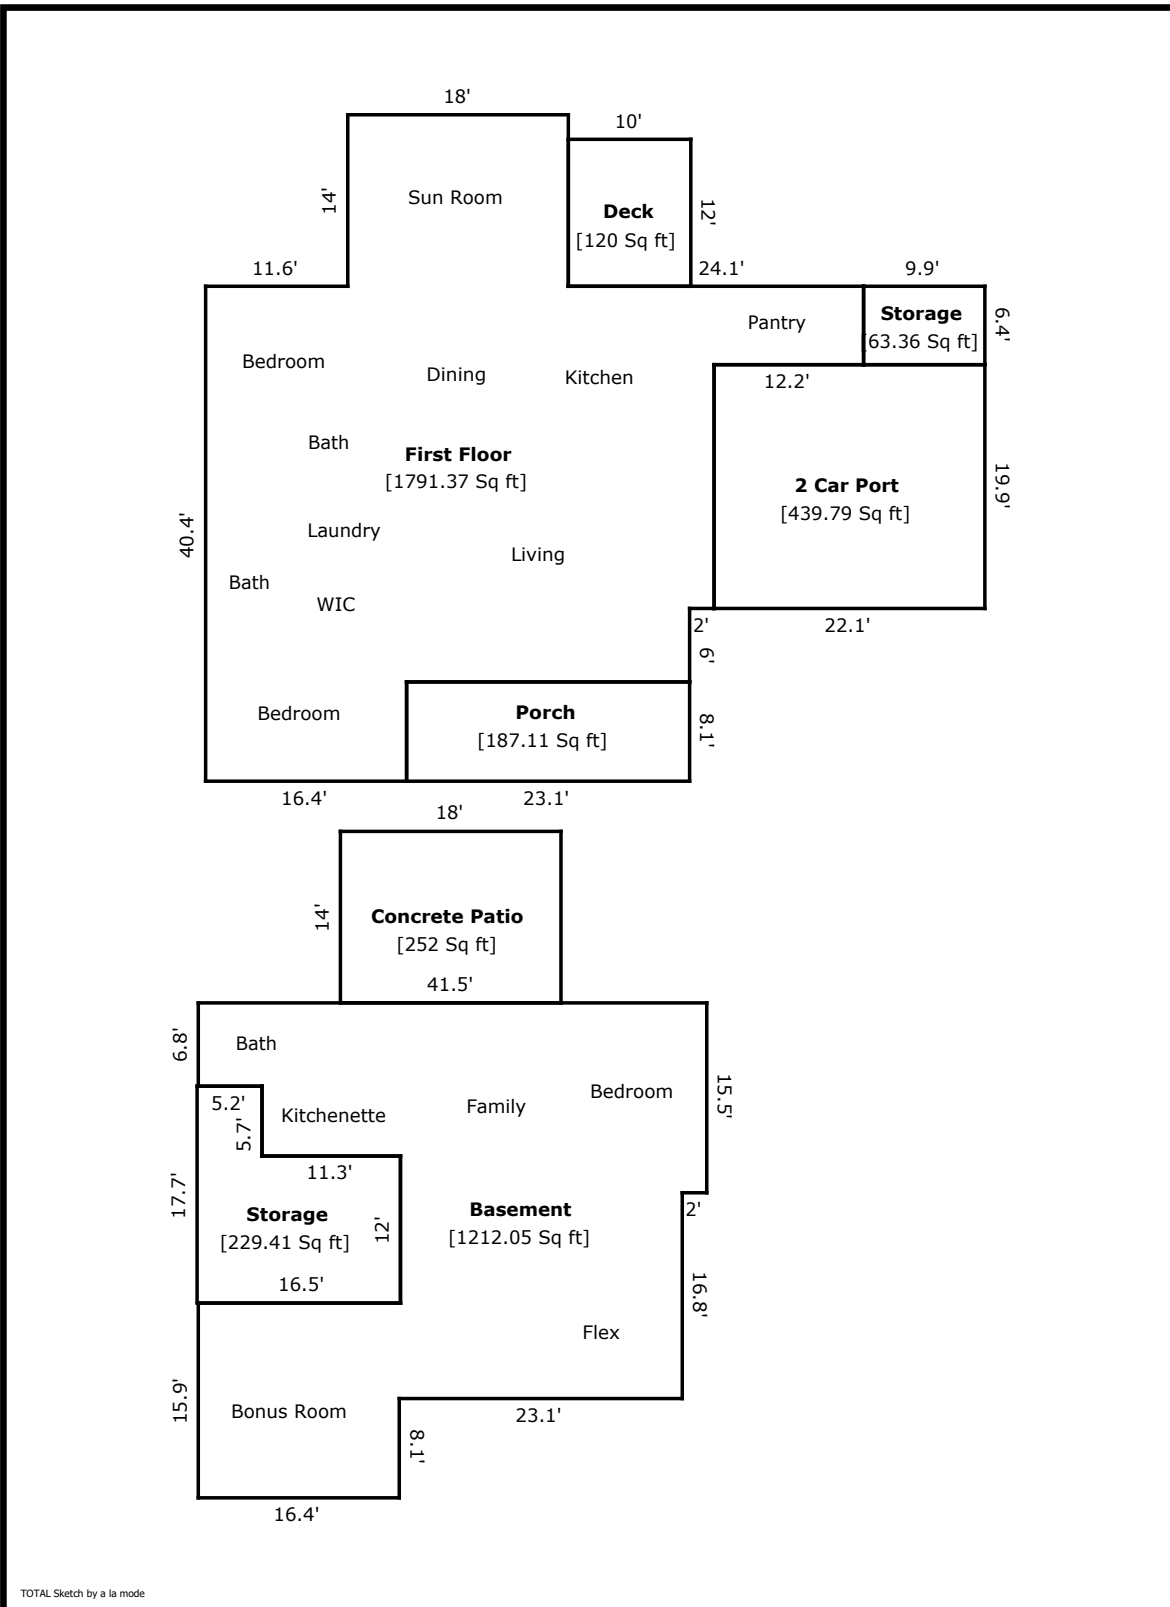 18'
10'
14'
Sun Room
Deck
[120 Sq ft]
12'
11.6'
24.1'
9.9'
Pantry
Storage
[63.36 Sq ft]
6.4'
Bedroom
Dining
Kitchen
12.2'
Bath
First Floor
[1791.37 Sq ft]
2 Car Port
[439.79 Sq ft]
19.9'
40.4'
Laundry
Living
Bath
WIC
2'
22.1'
6'
Bedroom
Porch
[187.11 Sq ft]
8.1'
16.4'
23.1'
18'
14'
Concrete Patio
[252 Sq ft]
41.5'
6.8'
Bath
Bedroom
15.5'
5.2'
Kitchenette
Family
5.7'
11.3'
17.7'
Storage
[229.41 Sq ft]
12'
Basement
[1212.05 Sq ft]
2'
16.5'
16.8'
Flex
15.9'
Bonus Room
23.1'
8.1'
16.4'
TOTAL Sketch by a la mode